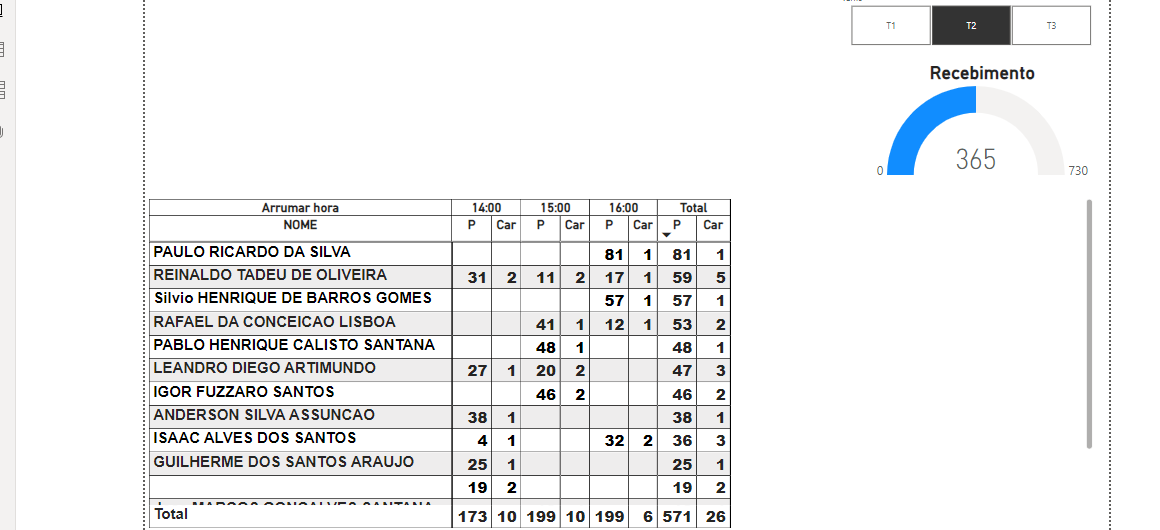 T1 T2 T3
Recebimento
365
0 730
Arrumar hora 14:00 15:00 16:00 Total
NOME P Car P Car P Car P Car
PAULO RICARDO DA SILVA 81 1 81 1
REINALDO TADEU DE OLIVEIRA 31 2 11 2 17 1 59 5
Silvio HENRIQUE DE BARROS GOMES 57 1 57 1
RAFAEL DA CONCEICAO LISBOA 41 1 12 1 53 2
PABLO HENRIQUE CALISTO SANTANA 48 1 48 1
LEANDRO DIEGO ARTIMUNDO 27 1 20 2 47 3
IGOR FUZZARO SANTOS 46 2 46 2
ANDERSON SILVA ASSUNCAO 38 1 38 1
ISAAC ALVES DOS SANTOS 4 1 32 2 36 3
GUILHERME DOS SANTOS ARAUJO 25 1 25 1
19 2 19 2
MARCOS GONCALVES SANTANA
Total 173 10 199 10 199 6 571 26